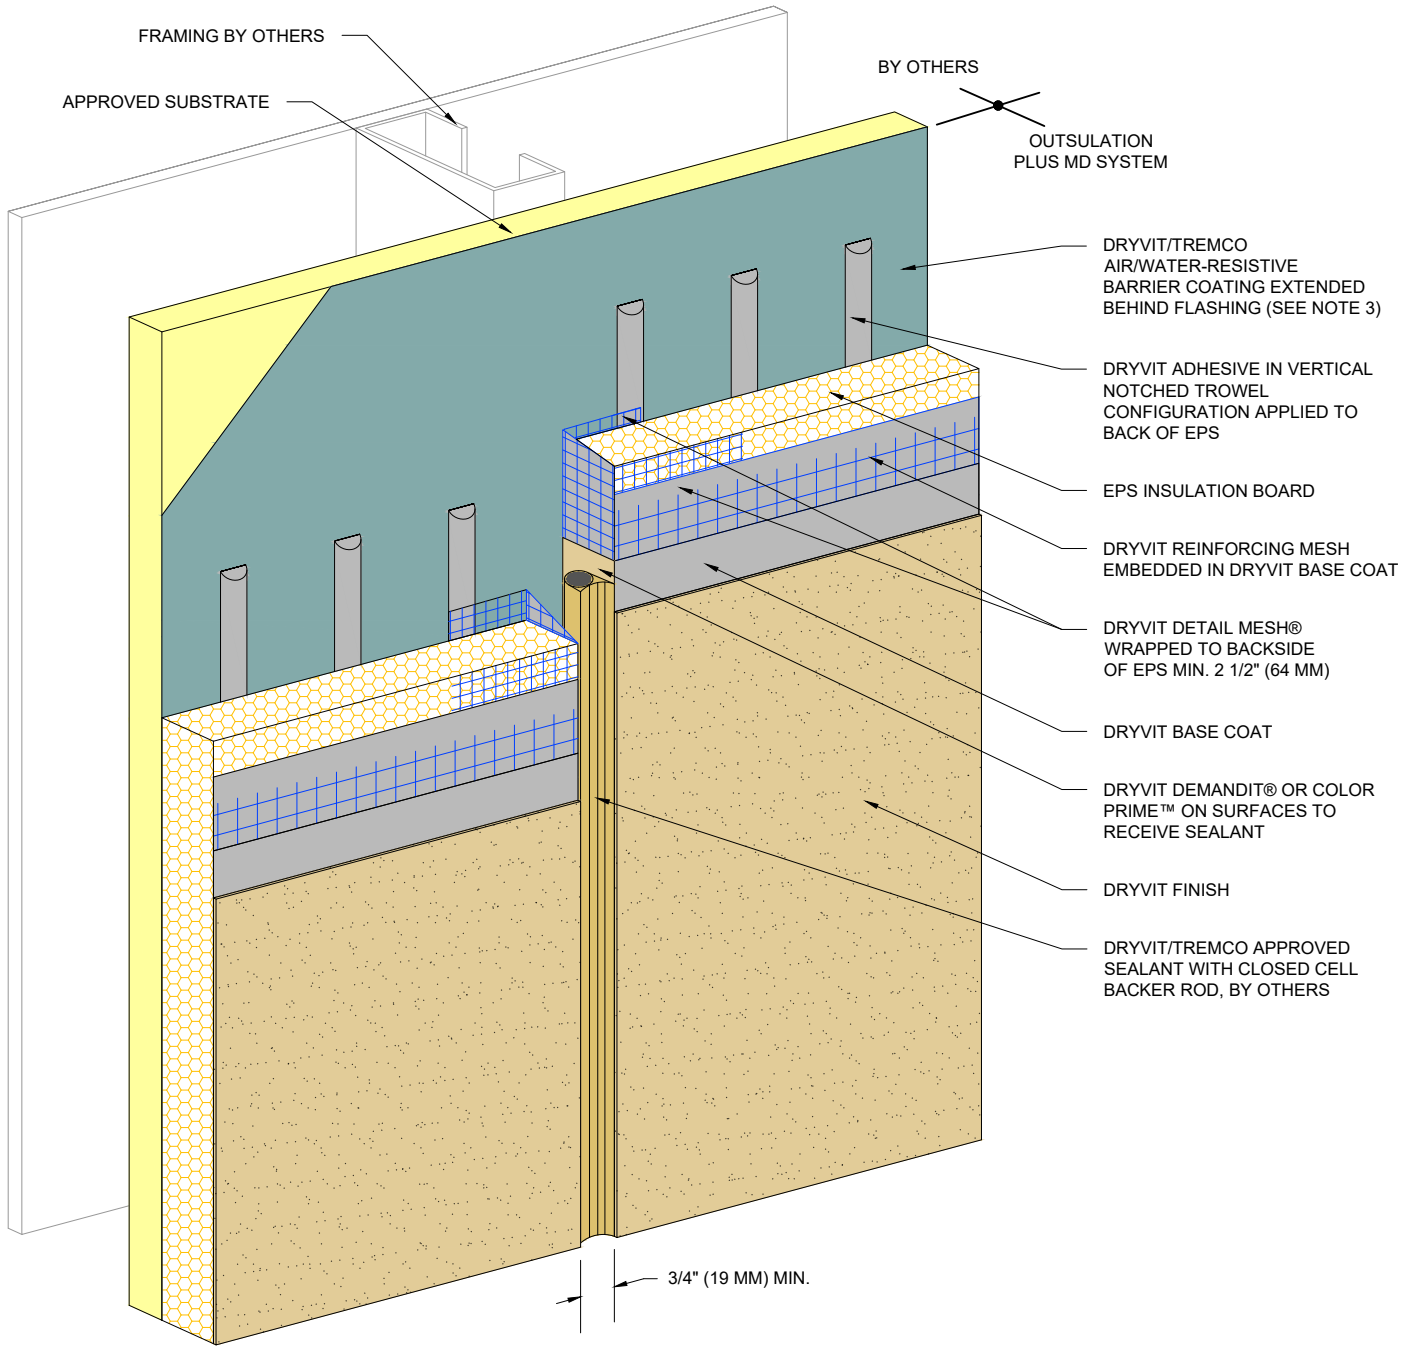 FRAMING BY OTHERS
APPROVED SUBSTRATE
BY OTHERS
OUTSULATION
PLUS MD SYSTEM
DRYVIT/TREMCO
AIR/WATER-RESISTIVE
BARRIER COATING EXTENDED
BEHIND FLASHING (SEE NOTE 3)
DRYVIT ADHESIVE IN VERTICAL
NOTCHED TROWEL
CONFIGURATION APPLIED TO
BACK OF EPS
EPS INSULATION BOARD
DRYVIT REINFORCING MESH
EMBEDDED IN DRYVIT BASE COAT
DRYVIT DETAIL MESH®
WRAPPED TO BACKSIDE
OF EPS MIN. 2 1/2" (64 MM)
DRYVIT BASE COAT
DRYVIT DEMANDIT® OR COLOR
PRIME™ ON SURFACES TO
RECEIVE SEALANT
DRYVIT FINISH
DRYVIT/TREMCO APPROVED
SEALANT WITH CLOSED CELL
BACKER ROD, BY OTHERS
3/4" (19 MM) MIN.